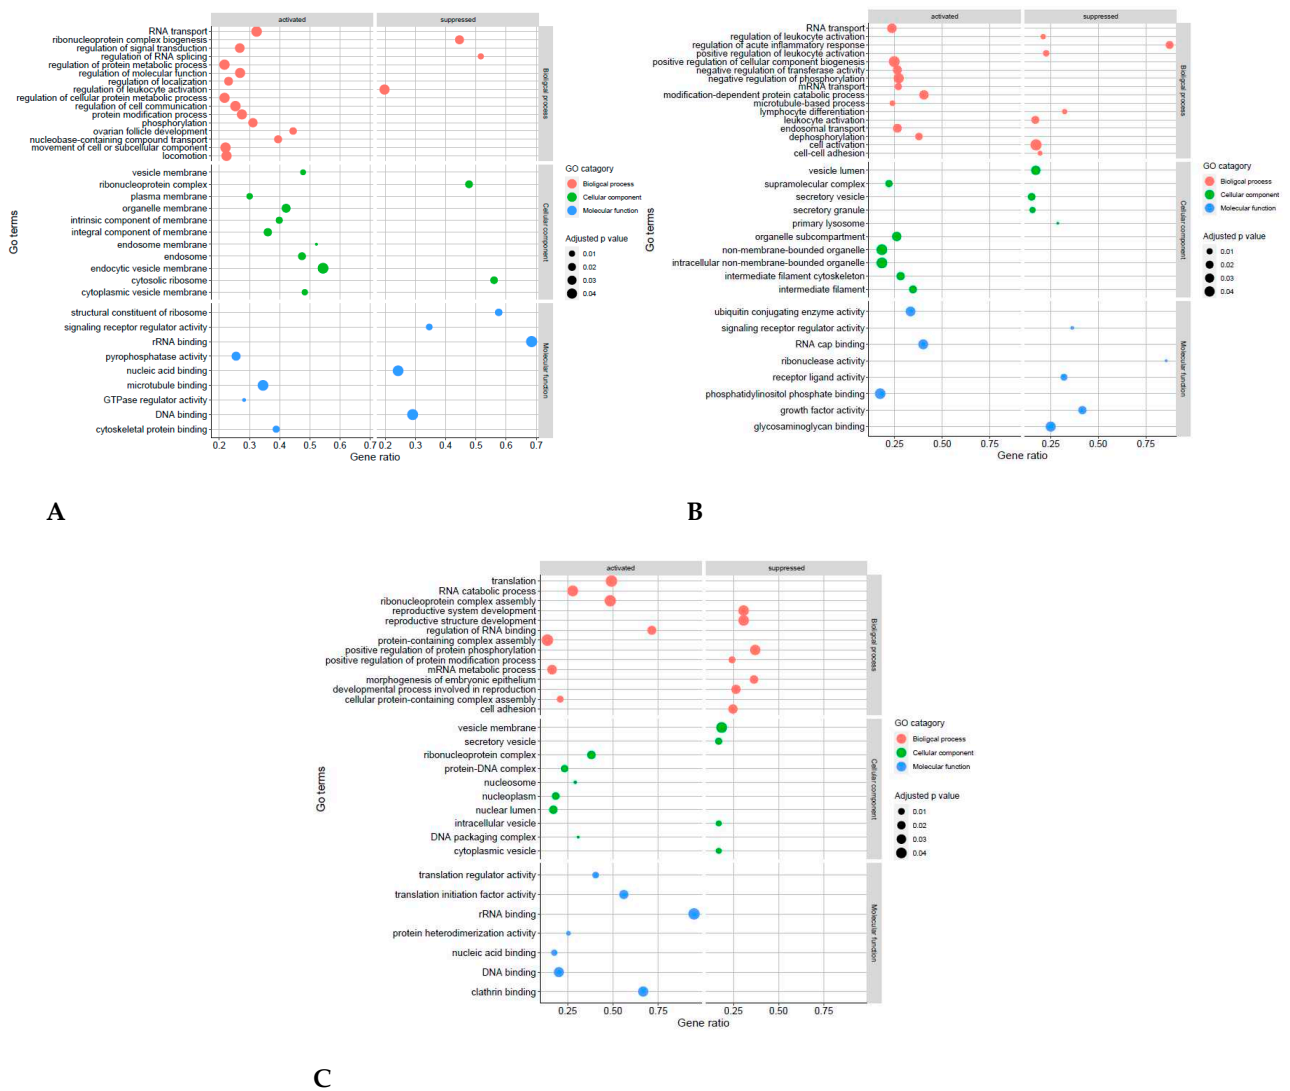 activated
suppressed
RNA transport
ribonucleoprotein complex biogenesis
regulation of signal transduction
regulation of RNA splicing
regulation of protein metabolic process
regulation of molecular function
regulation of localization
regulation of leukocyte activation
regulation of cellular protein metabolic process
regulation of cell communication
protein modification process
phosphorylation
ovarian follicle development
nucleobase-containing compound transport
movement of cell or subcellular component
locomotion
Bioligcal process
vesicle membrane
ribonucleoprotein complex
plasma membrane
organelle membrane
intrinsic component of membrane
integral component of membrane
endosome membrane
endosome
endocytic vesicle membrane
cytosolic ribosome
cytoplasmic vesicle membrane
Cellular component
structural constituent of ribosome
signaling receptor regulator activity
rRNA binding
pyrophosphatase activity
nucleic acid binding
microtubule binding
GTPase regulator activity
DNA binding
cytoskeletal protein binding
Molecular function
Go terms
0.2 0.3 0.4 0.5 0.6 0.7 0.2 0.3 0.4 0.5 0.6 0.7
Gene ratio
GO catagory
Bioligcal process
Cellular component
Molecular function
Adjusted p value
0.01
0.02
0.03
0.04
A
activated
suppressed
RNA transport
regulation of leukocyte activation
regulation of acute inflammatory response
positive regulation of leukocyte activation
positive regulation of cellular component biogenesis
negative regulation of transferase activity
negative regulation of phosphorylation
mRNA transport
modification-dependent protein catabolic process
microtubule-based process
lymphocyte differentiation
leukocyte activation
endosomal transport
dephosphorylation
cell activation
cell-cell adhesion
Bioligcal process
vesicle lumen
supramolecular complex
secretory vesicle
secretory granule
primary lysosome
organelle subcompartment
non-membrane-bounded organelle
intracellular non-membrane-bounded organelle
intermediate filament cytoskeleton
intermediate filament
Cellular component
ubiquitin conjugating enzyme activity
signaling receptor regulator activity
RNA cap binding
ribonuclease activity
receptor ligand activity
phosphatidylinositol phosphate binding
growth factor activity
glycosaminoglycan binding
Molecular function
Go terms
0.25 0.50 0.75 0.25 0.50 0.75
Gene ratio
GO catagory
Bioligcal process
Cellular component
Molecular function
Adjusted p value
0.01
0.02
0.03
0.04
B
activated
suppressed
translation
RNA catabolic process
ribonucleoprotein complex assembly
reproductive system development
reproductive structure development
regulation of RNA binding
protein-containing complex assembly
positive regulation of protein phosphorylation
positive regulation of protein modification process
mRNA metabolic process
morphogenesis of embryonic epithelium
developmental process involved in reproduction
cellular protein-containing complex assembly
cell adhesion
Bioligcal process
vesicle membrane
secretory vesicle
ribonucleoprotein complex
protein-DNA complex
nucleosome
nucleoplasm
nuclear lumen
intracellular vesicle
DNA packaging complex
cytoplasmic vesicle
Cellular component
translation regulator activity
translation initiation factor activity
rRNA binding
protein heterodimerization activity
nucleic acid binding
DNA binding
clathrin binding
Molecular function
Go terms
0.25 0.50 0.75 0.25 0.50 0.75
Gene ratio
GO catagory
Bioligcal process
Cellular component
Molecular function
Adjusted p value
0.01
0.02
0.03
0.04
C